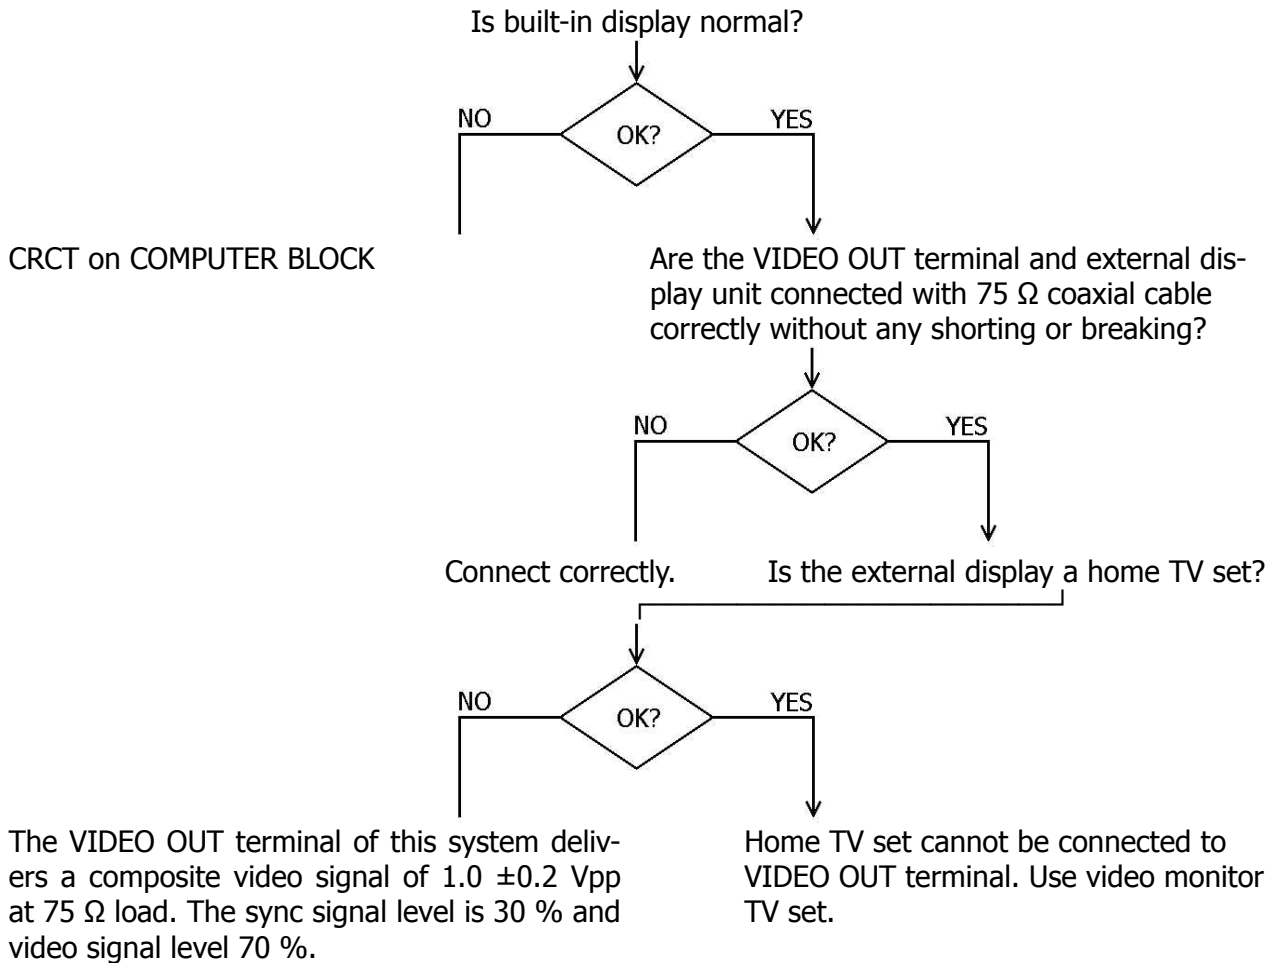 Is built-in display normal?
NO
OK?
YES
CRCT on COMPUTER BLOCK
Are the VIDEO OUT terminal and external dis-
play unit connected with 75 Ω coaxial cable
correctly without any shorting or breaking?
NO
OK?
YES
Connect correctly.
Is the external display a home TV set?
NO
OK?
YES
The VIDEO OUT terminal of this system deliv-
ers a composite video signal of 1.0 ±0.2 Vpp
at 75 Ω load. The sync signal level is 30 % and
video signal level 70 %.
Home TV set cannot be connected to
VIDEO OUT terminal. Use video monitor
TV set.